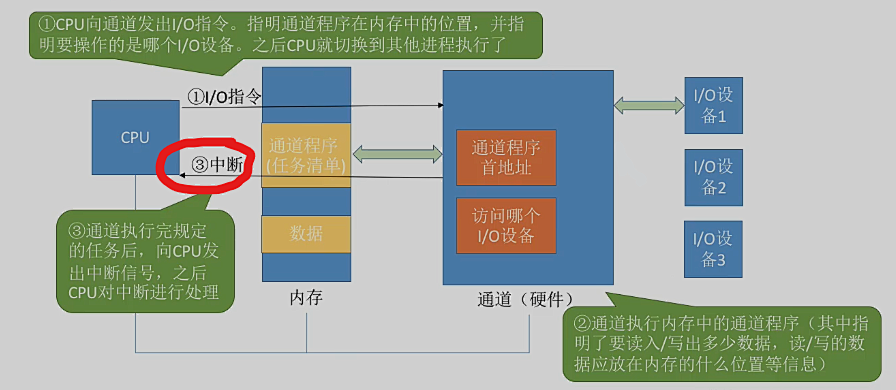 ①CPU向通道发出I/O指令。指明通道程序在内存中的位置，并指
明要操作的是哪个I/O设备。之后CPU就切换到其他进程执行了
①I/O指令
CPU
③中断
通道程序
(任务清单)
数据
内存
通道程序
首地址
访问哪个
I/O设备
通道（硬件）
I/O设
备1
I/O设
备2
I/O设
备3
③通道执行完规定
的任务后，向CPU发
出中断信号，之后
CPU对中断进行处理
②通道执行内存中的通道程序（其中指
明了要读入/写出多少数据，读/写的数
据应放在内存的什么位置等信息）